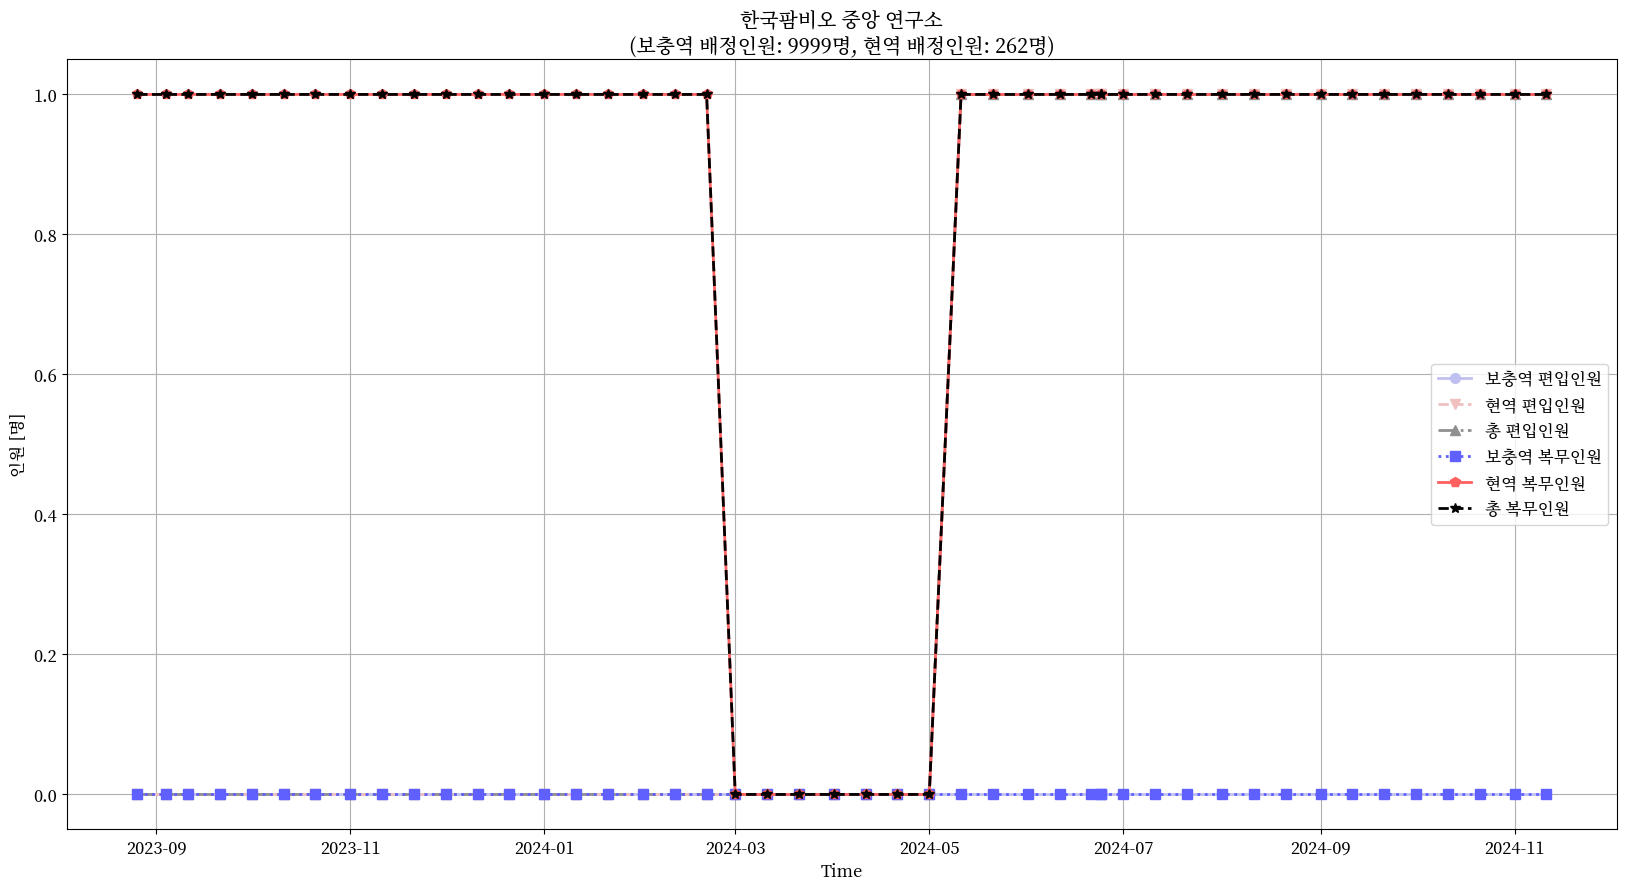 한국팜비오 중앙 연구소
(보충역 배정인원: 9999명, 현역 배정인원: 262명)
1.0
0.8
0.6
0.4
0.2
0.0
인원 [명]
보충역 편입인원
현역 편입인원
총 편입인원
보충역 복무인원
현역 복무인원
총 복무인원
2023-09
2023-11
2024-01
2024-03
2024-05
2024-07
2024-09
2024-11
Time